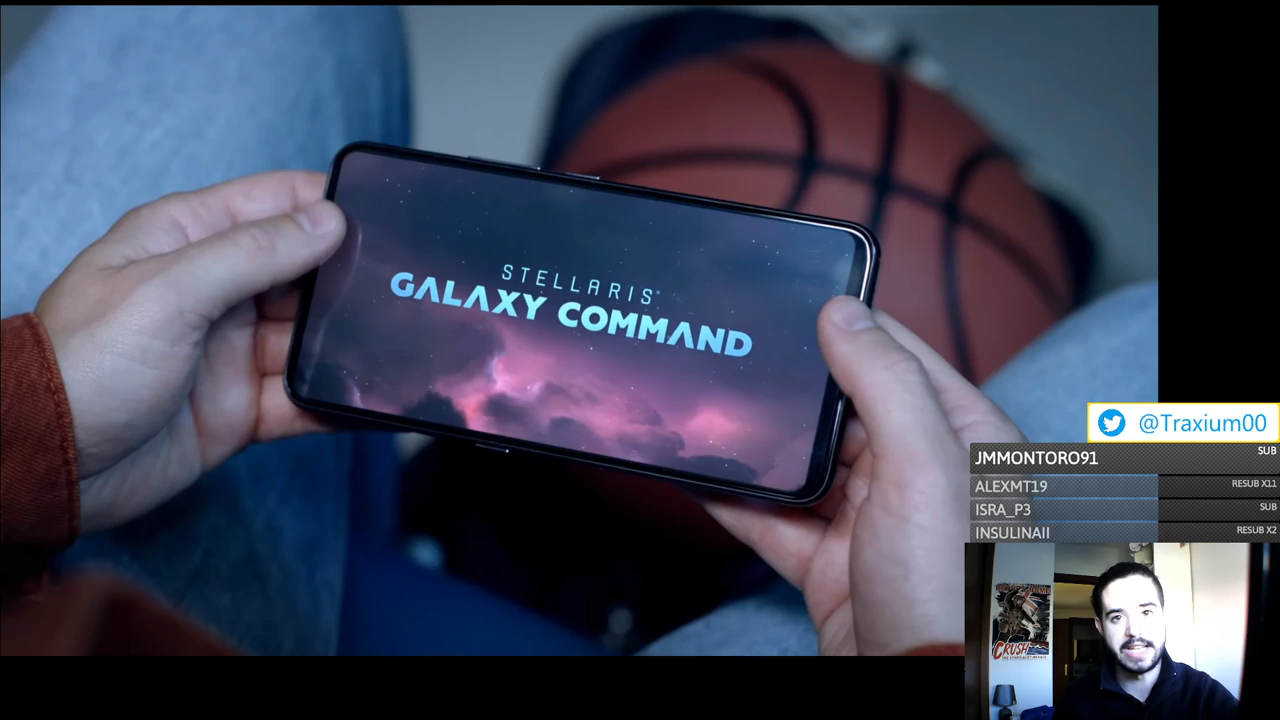 STELLARIS
GALAXY COMMAND
@Traxium00
JMMONTORO91 SUB
ALEXMT19 RESUB X11
ISRA_P3 SUB
INSULINAII RESUB X2
CRUSH